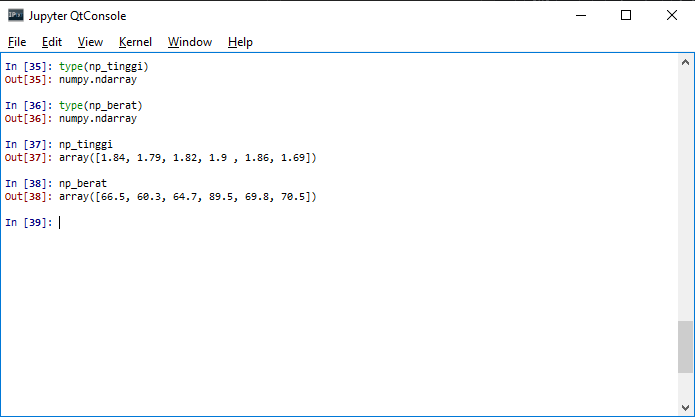 Jupyter QtConsole
File Edit View Kernel Window Help
In [35]: type(np_tinggi)
Out[35]: numpy.ndarray
In [36]: type(np_berat)
Out[36]: numpy.ndarray
In [37]: np_tinggi
Out[37]: array([1.84, 1.79, 1.82, 1.9 , 1.86, 1.69])
In [38]: np_berat
Out[38]: array([66.5, 60.3, 64.7, 89.5, 69.8, 70.5])
In [39]: